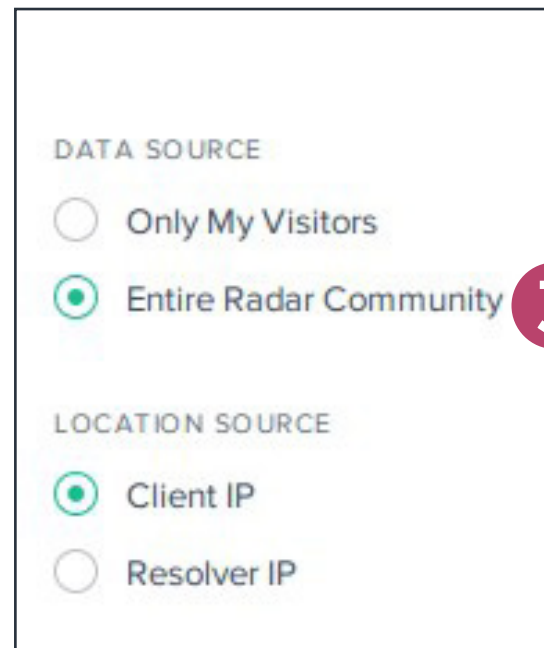 DATA SOURCE
Only My Visitors
Entire Radar Community
LOCATION SOURCE
Client IP
Resolver IP